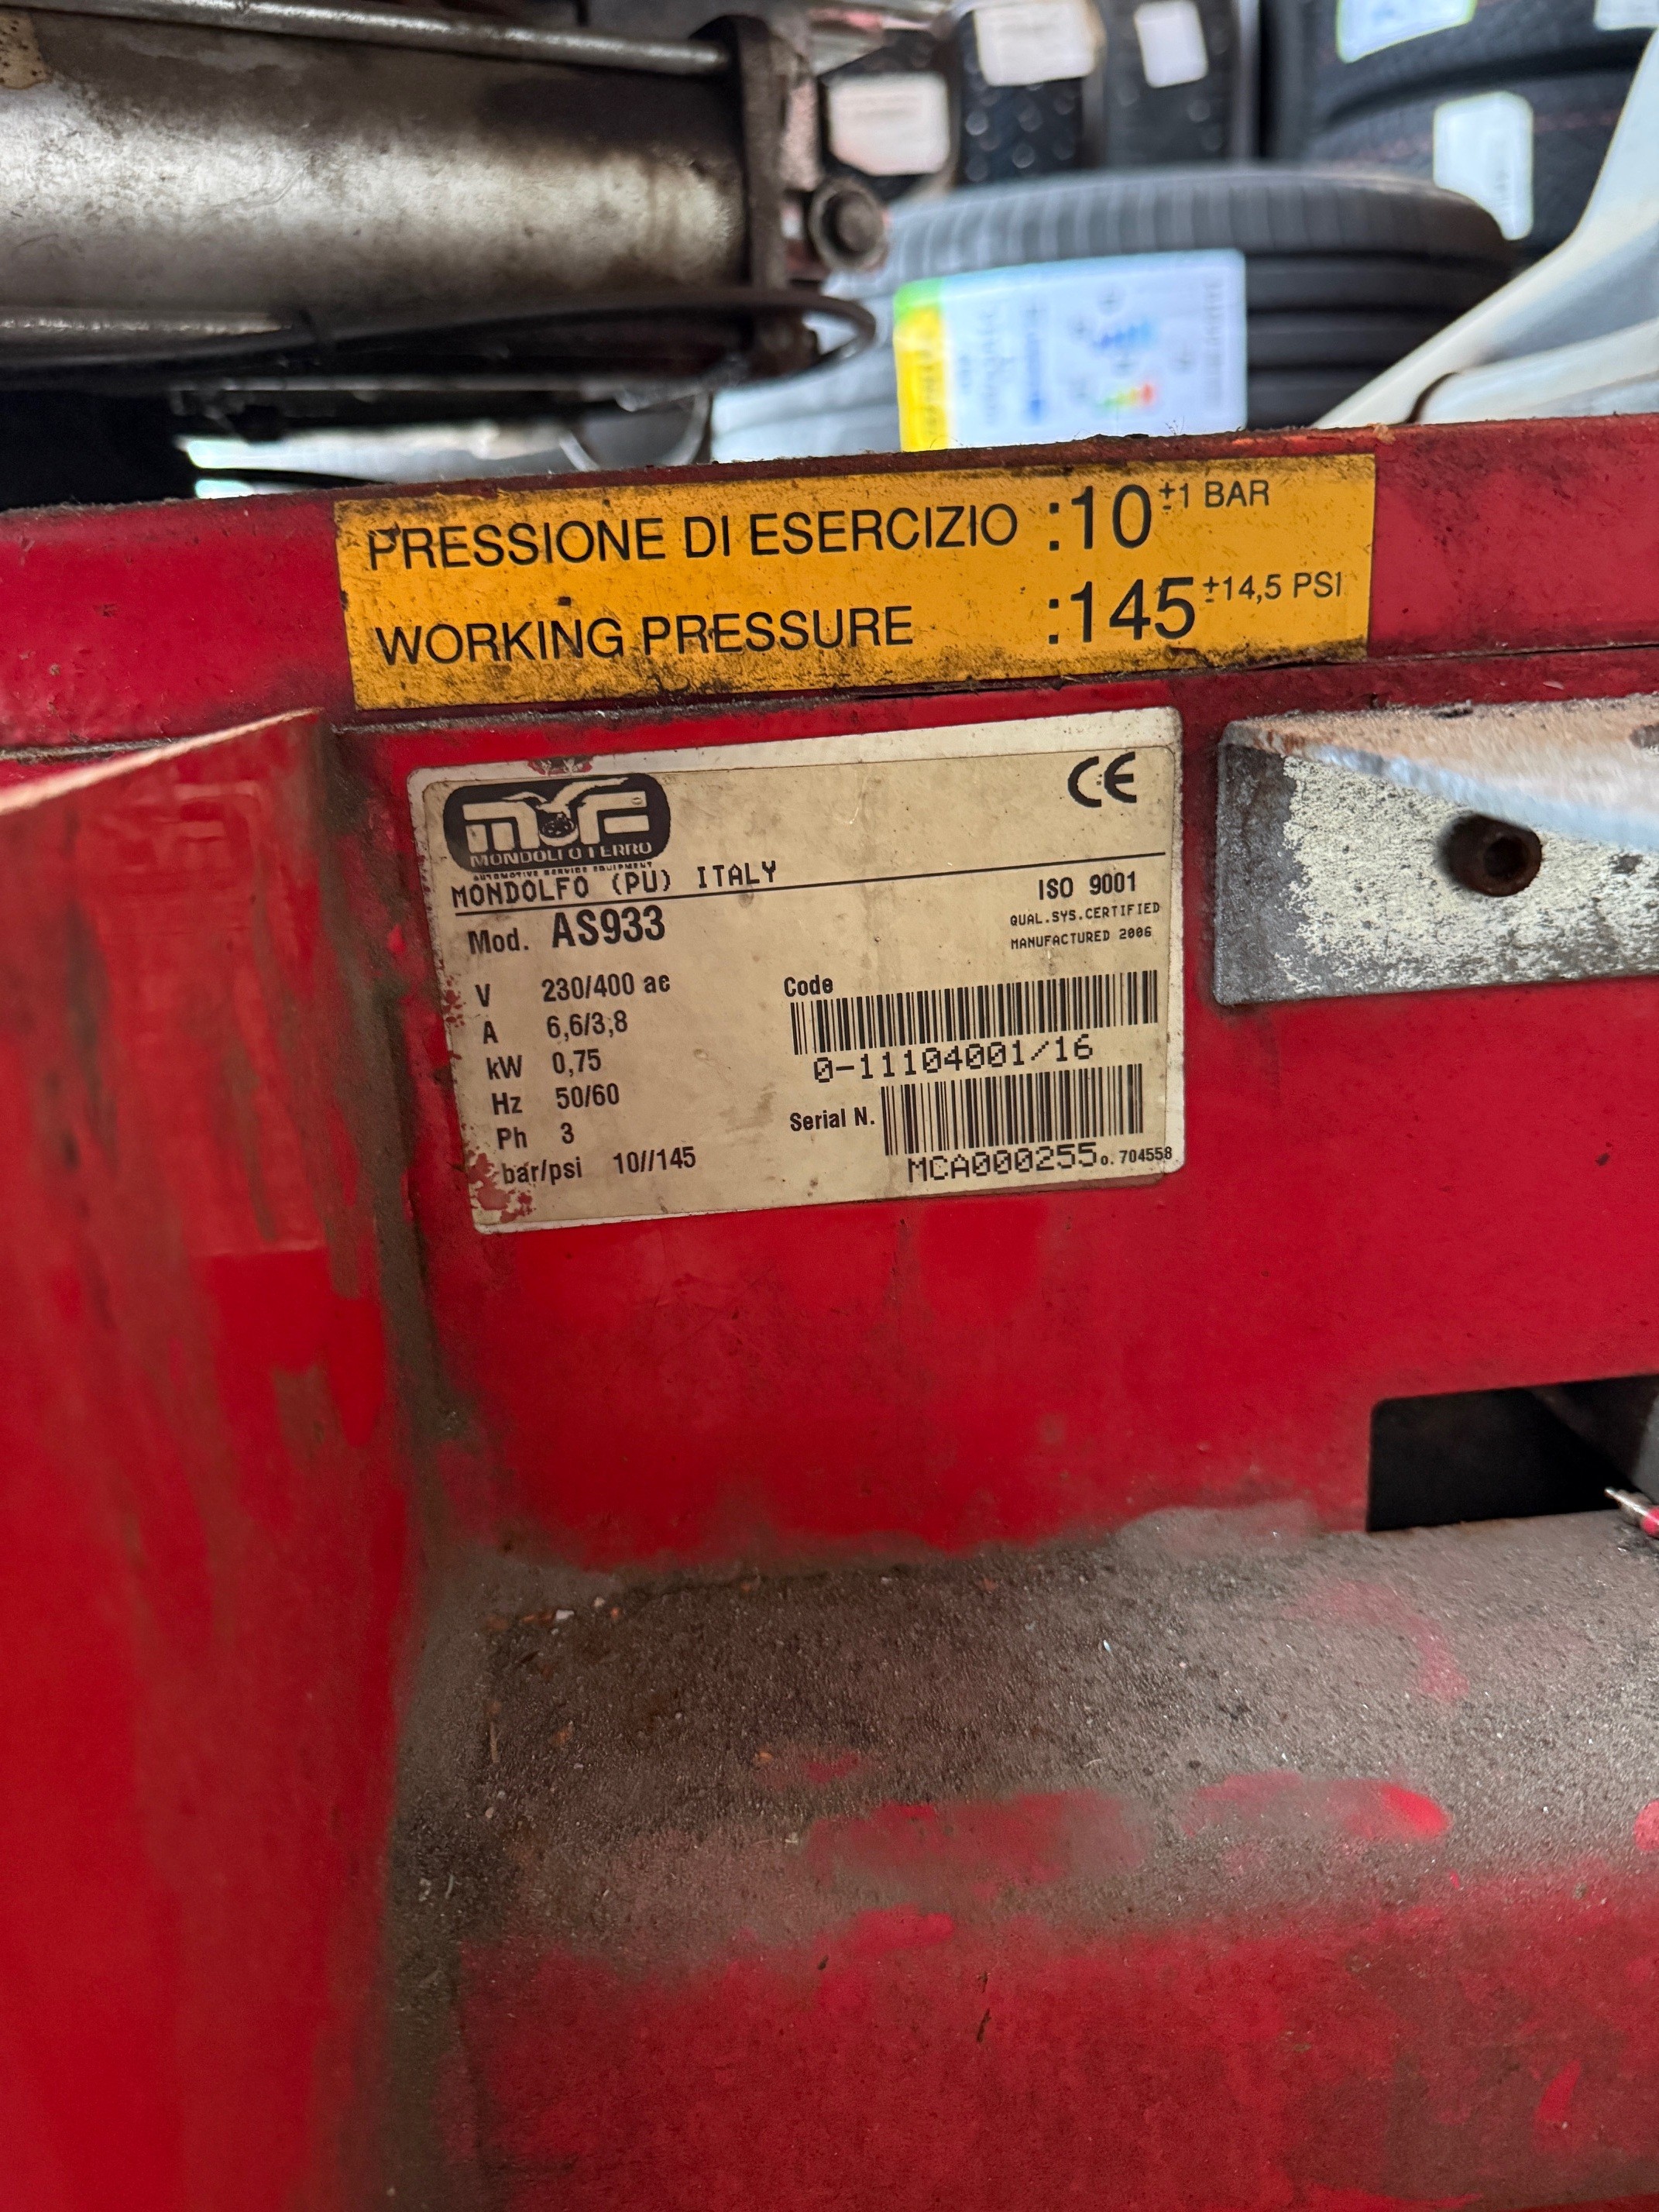 PRESSIONE DI ESERCIZIO :10 ±1 BAR
WORKING PRESSURE :145 ±14,5 PSI
CE
MF
MONDOLFO FERRO
AUTOMOTIVE SERVICE EQUIPMENT
MONDOLFO (PU) ITALY
Mod. AS933
ISO 9001
QUAL.SYS.CERTIFIED
MANUFACTURED 2006
V 230/400 ac
A 6,6/3,8
kW 0,75
Hz 50/60
Ph 3
bar/psi 10//145
Code
0-11104001/16
Serial N.
MCA000255 o. 704558